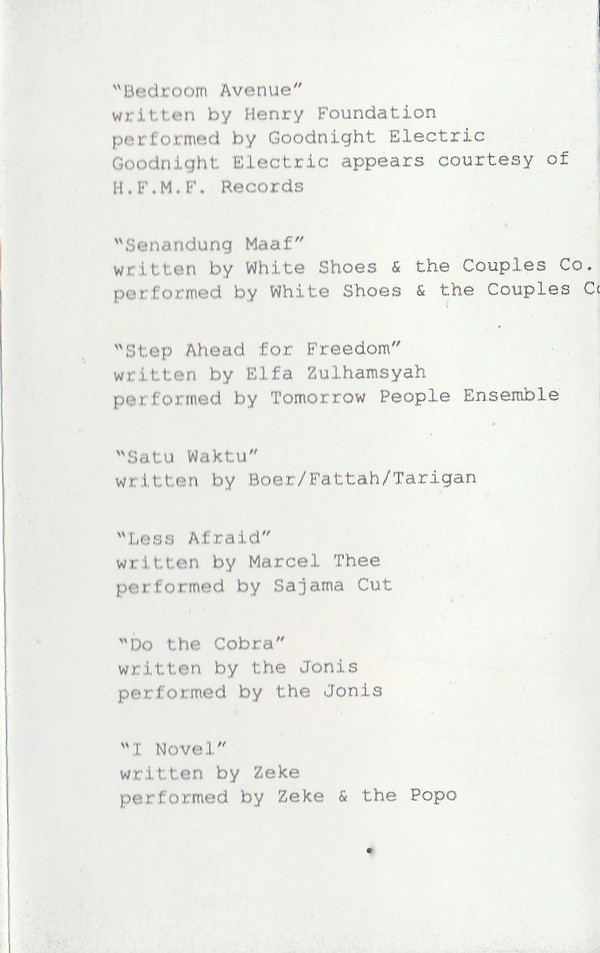 "Bedroom Avenue"
written by Henry Foundation
performed by Goodnight Electric
Goodnight Electric appears courtesy of
H.F.M.F. Records
"Senandung Maaf"
written by White Shoes & the Couples Co.
performed by White Shoes & the Couples Co
"Step Ahead for Freedom"
written by Elfa Zulhamsyah
performed by Tomorrow People Ensemble
"Satu Waktu"
written by Boer/Fattah/Tarigan
"Less Afraid"
written by Marcel Thee
performed by Sajama Cut
"Do the Cobra"
written by the Jonis
performed by the Jonis
"I Novel"
written by Zeke
performed by Zeke & the Popo